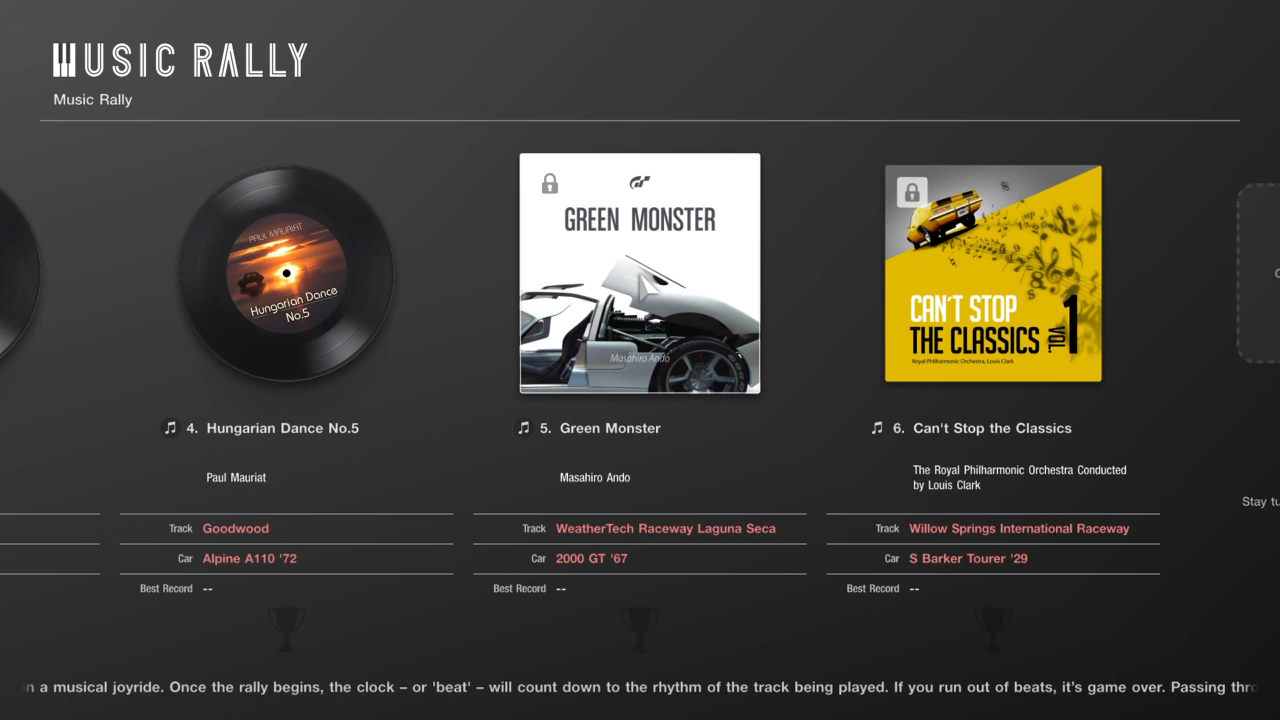 MUSIC RALLY
Music Rally
PAUL MAURIAT
Hungarian Dance
No.5
GT
GREEN MONSTER
Masahiro Ando
CAN'T STOP
THE CLASSICS VOL. 1
Royal Philharmonic Orchestra, Louis Clark
4. Hungarian Dance No.5
5. Green Monster
6. Can't Stop the Classics
Paul Mauriat
Masahiro Ando
The Royal Philharmonic Orchestra Conducted
by Louis Clark
Track Goodwood
Track WeatherTech Raceway Laguna Seca
Track Willow Springs International Raceway
Stay tu
Car Alpine A110 '72
Car 2000 GT '67
Car S Barker Tourer '29
Best Record --
Best Record --
Best Record --
n a musical joyride. Once the rally begins, the clock – or 'beat' – will count down to the rhythm of the track being played. If you run out of beats, it's game over. Passing thro